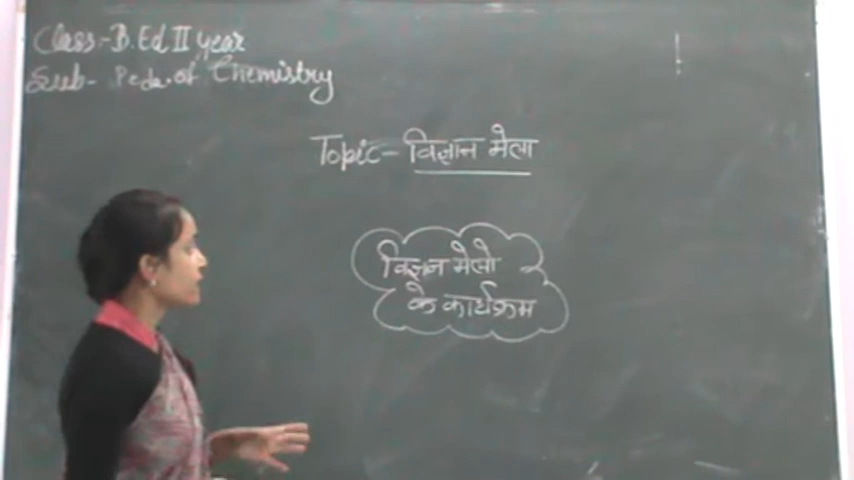 Class:- B.Ed II year
Sub- Peda. of Chemistry
Topic - विज्ञान मेला
विज्ञान मेलो
के कार्यक्रम